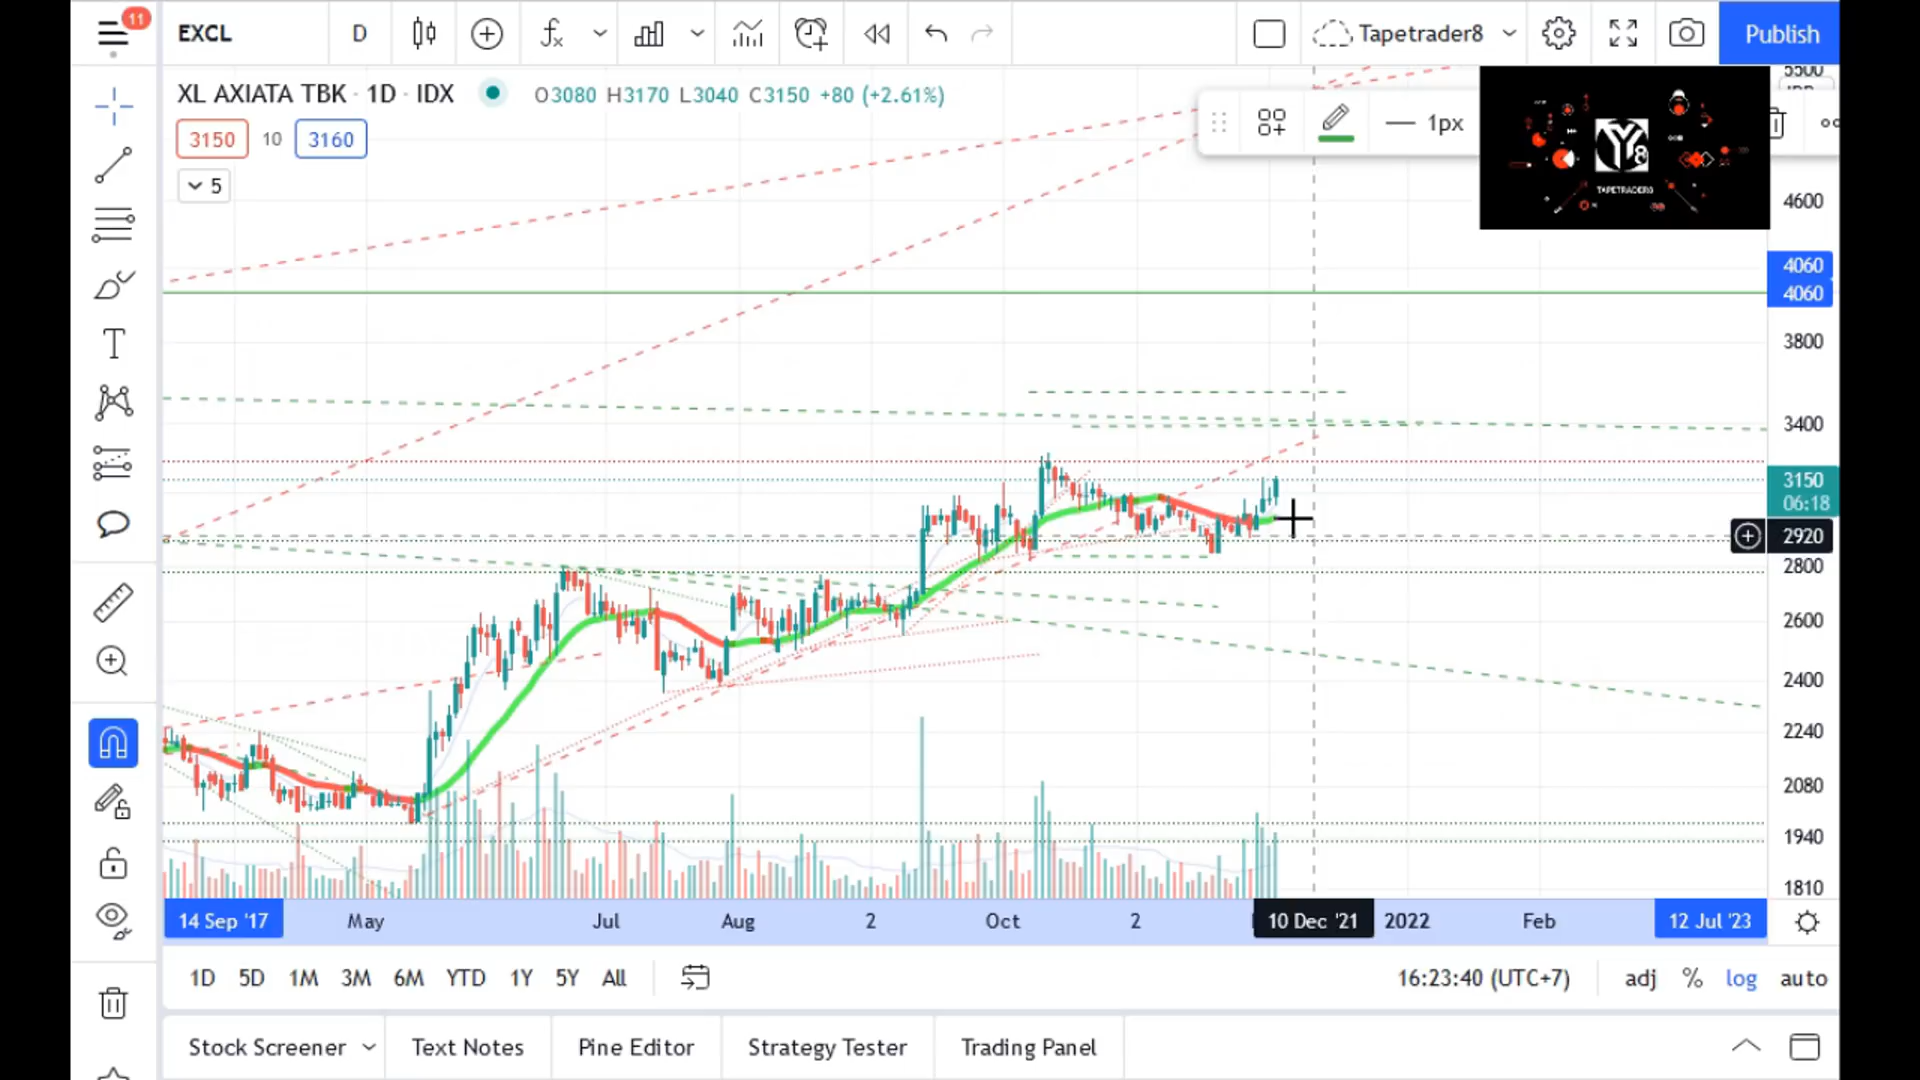 11
EXCL
D
Tapetrader8
Publish
XL AXIATA TBK · 1D · IDX
O3080 H3170 L3040 C3150 +80 (+2.61%)
3150
10
3160
5
1px
TAPETRADER8
4600
4060
4060
3800
3400
3150
06:18
2920
2800
2600
2400
2240
2080
1940
1810
14 Sep '17
May
Jul
Aug
2
Oct
2
10 Dec '21
2022
Feb
12 Jul '23
1D
5D
1M
3M
6M
YTD
1Y
5Y
All
16:23:40 (UTC+7)
adj
%
log
auto
Stock Screener
Text Notes
Pine Editor
Strategy Tester
Trading Panel